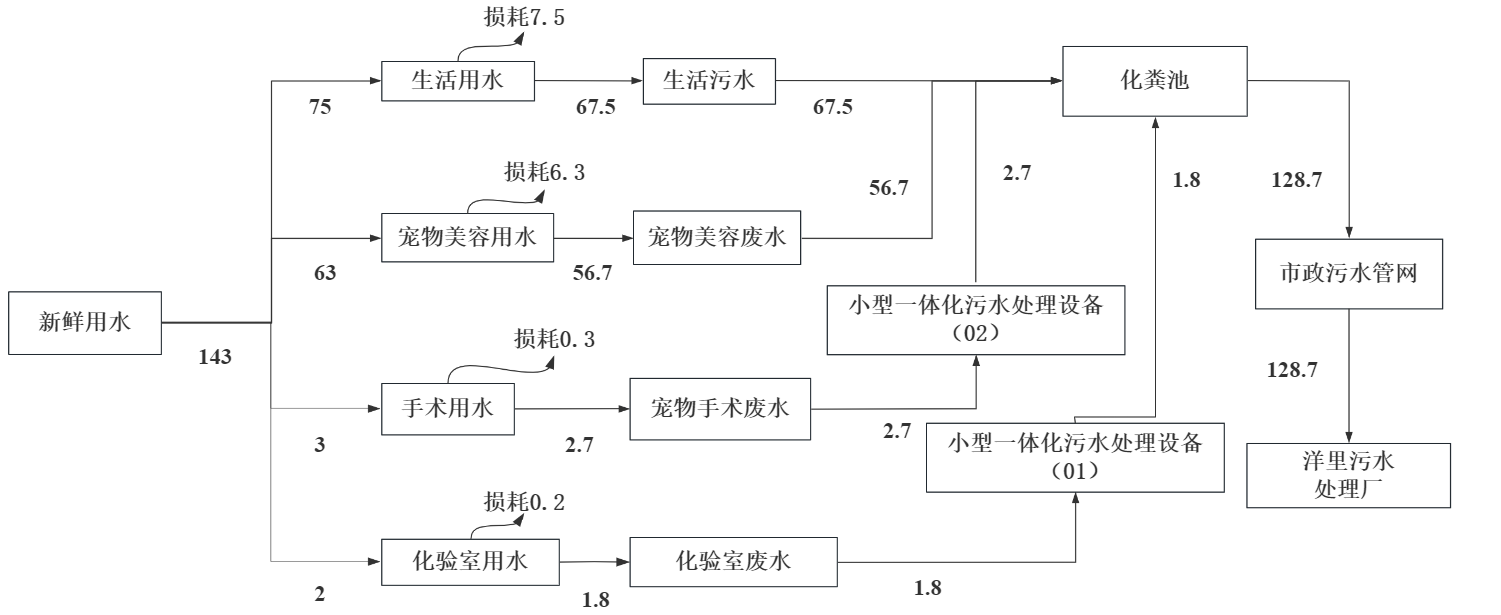 损耗7.5
生活用水
生活污水
化粪池
75
67.5
67.5
损耗6.3
56.7
2.7
1.8
128.7
宠物美容用水
宠物美容废水
63
56.7
市政污水管网
新鲜用水
143
小型一体化污水处理设备
（02）
损耗0.3
128.7
手术用水
宠物手术废水
3
2.7
2.7
小型一体化污水处理设备
（01）
洋里污水
处理厂
损耗0.2
化验室用水
化验室废水
2
1.8
1.8